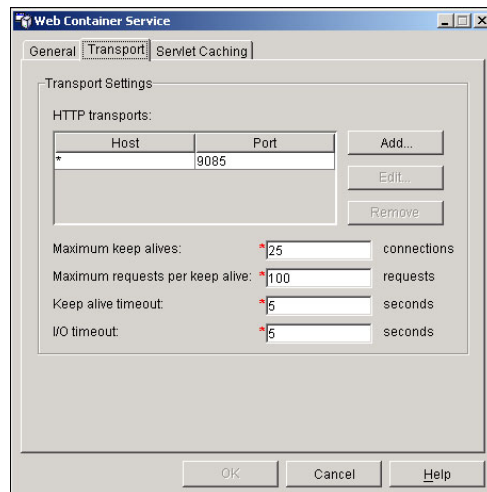 Web Container Service
General Transport Servlet Caching
Transport Settings
HTTP transports:
Host Port
* 9085
Add...
Edit...
Remove
Maximum keep alives: *25 connections
Maximum requests per keep alive: *100 requests
Keep alive timeout: *5 seconds
I/O timeout: *5 seconds
OK Cancel Help